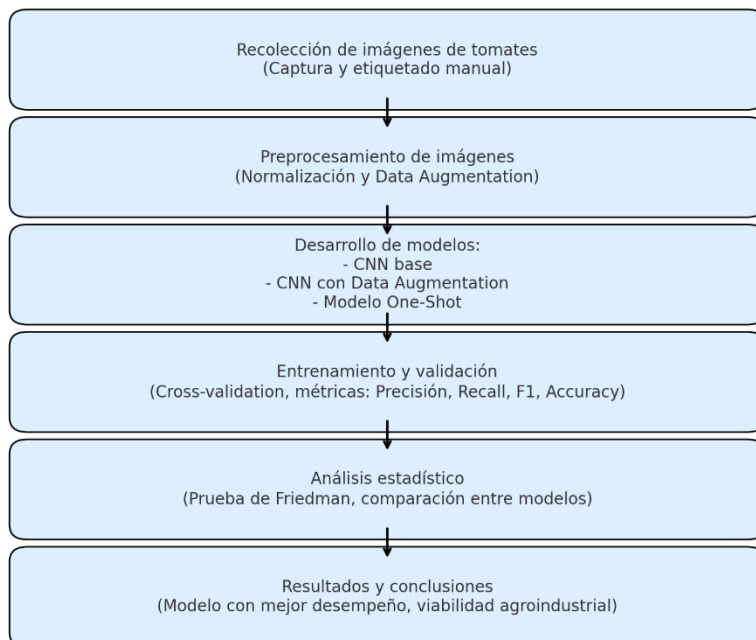 Recolección de imágenes de tomates
(Captura y etiquetado manual)
Preprocesamiento de imágenes
(Normalización y Data Augmentation)
Desarrollo de modelos:
- CNN base
- CNN con Data Augmentation
- Modelo One-Shot
Entrenamiento y validación
(Cross-validation, métricas: Precisión, Recall, F1, Accuracy)
Análisis estadístico
(Prueba de Friedman, comparación entre modelos)
Resultados y conclusiones
(Modelo con mejor desempeño, viabilidad agroindustrial)